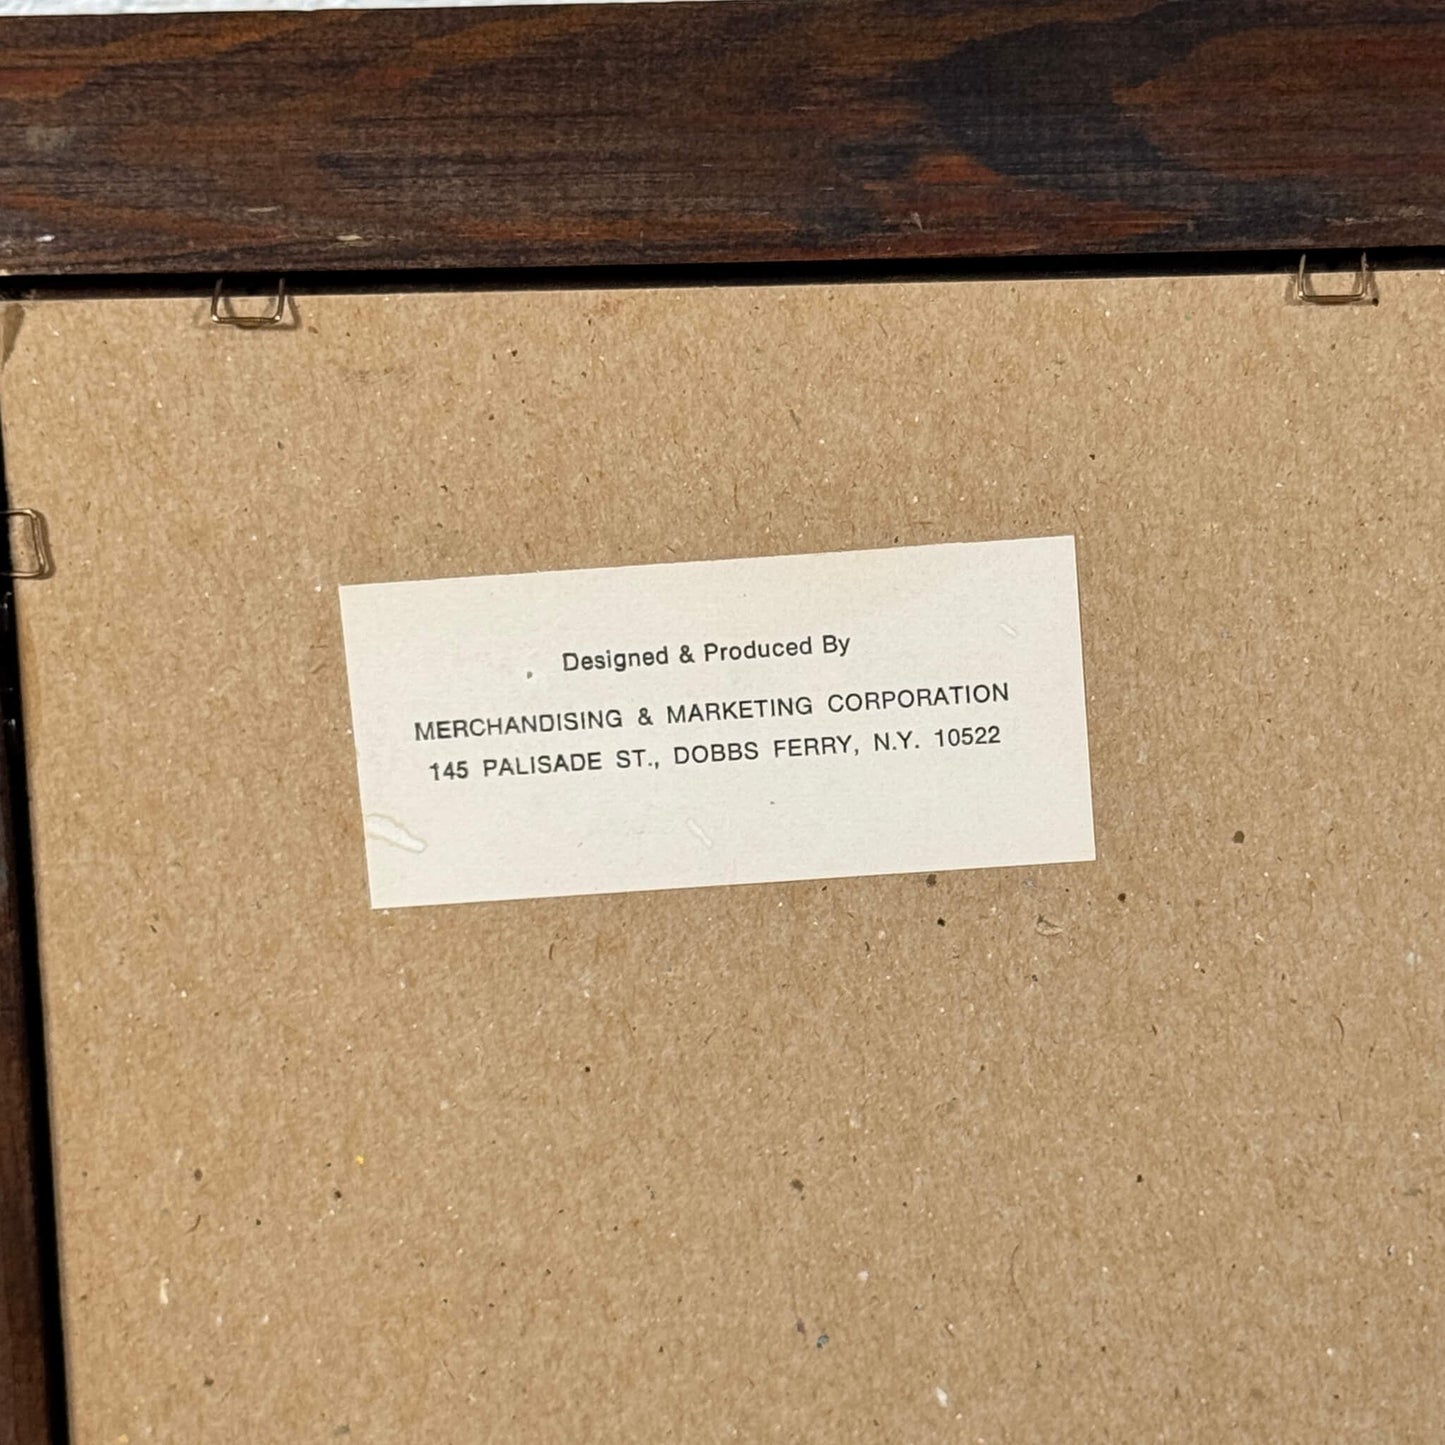 Designed & Produced By
MERCHANDISING & MARKETING CORPORATION
145 PALISADE ST., DOBBS FERRY, N.Y. 10522